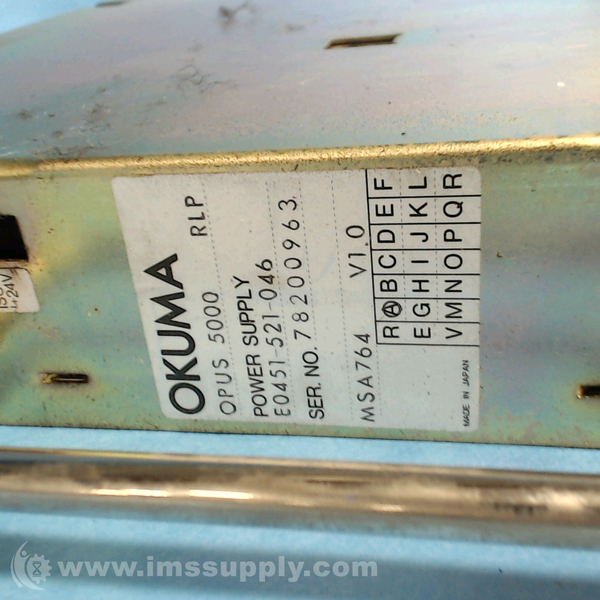 OKUMA
OPUS 5000 RLP
POWER SUPPLY
E0451-521-046
SER. NO. 78200963
MSA764 V1.0
R A B C D E F
E G H I J K L
V M N O P Q R
MADE IN JAPAN
-24V
www.imssupply.com